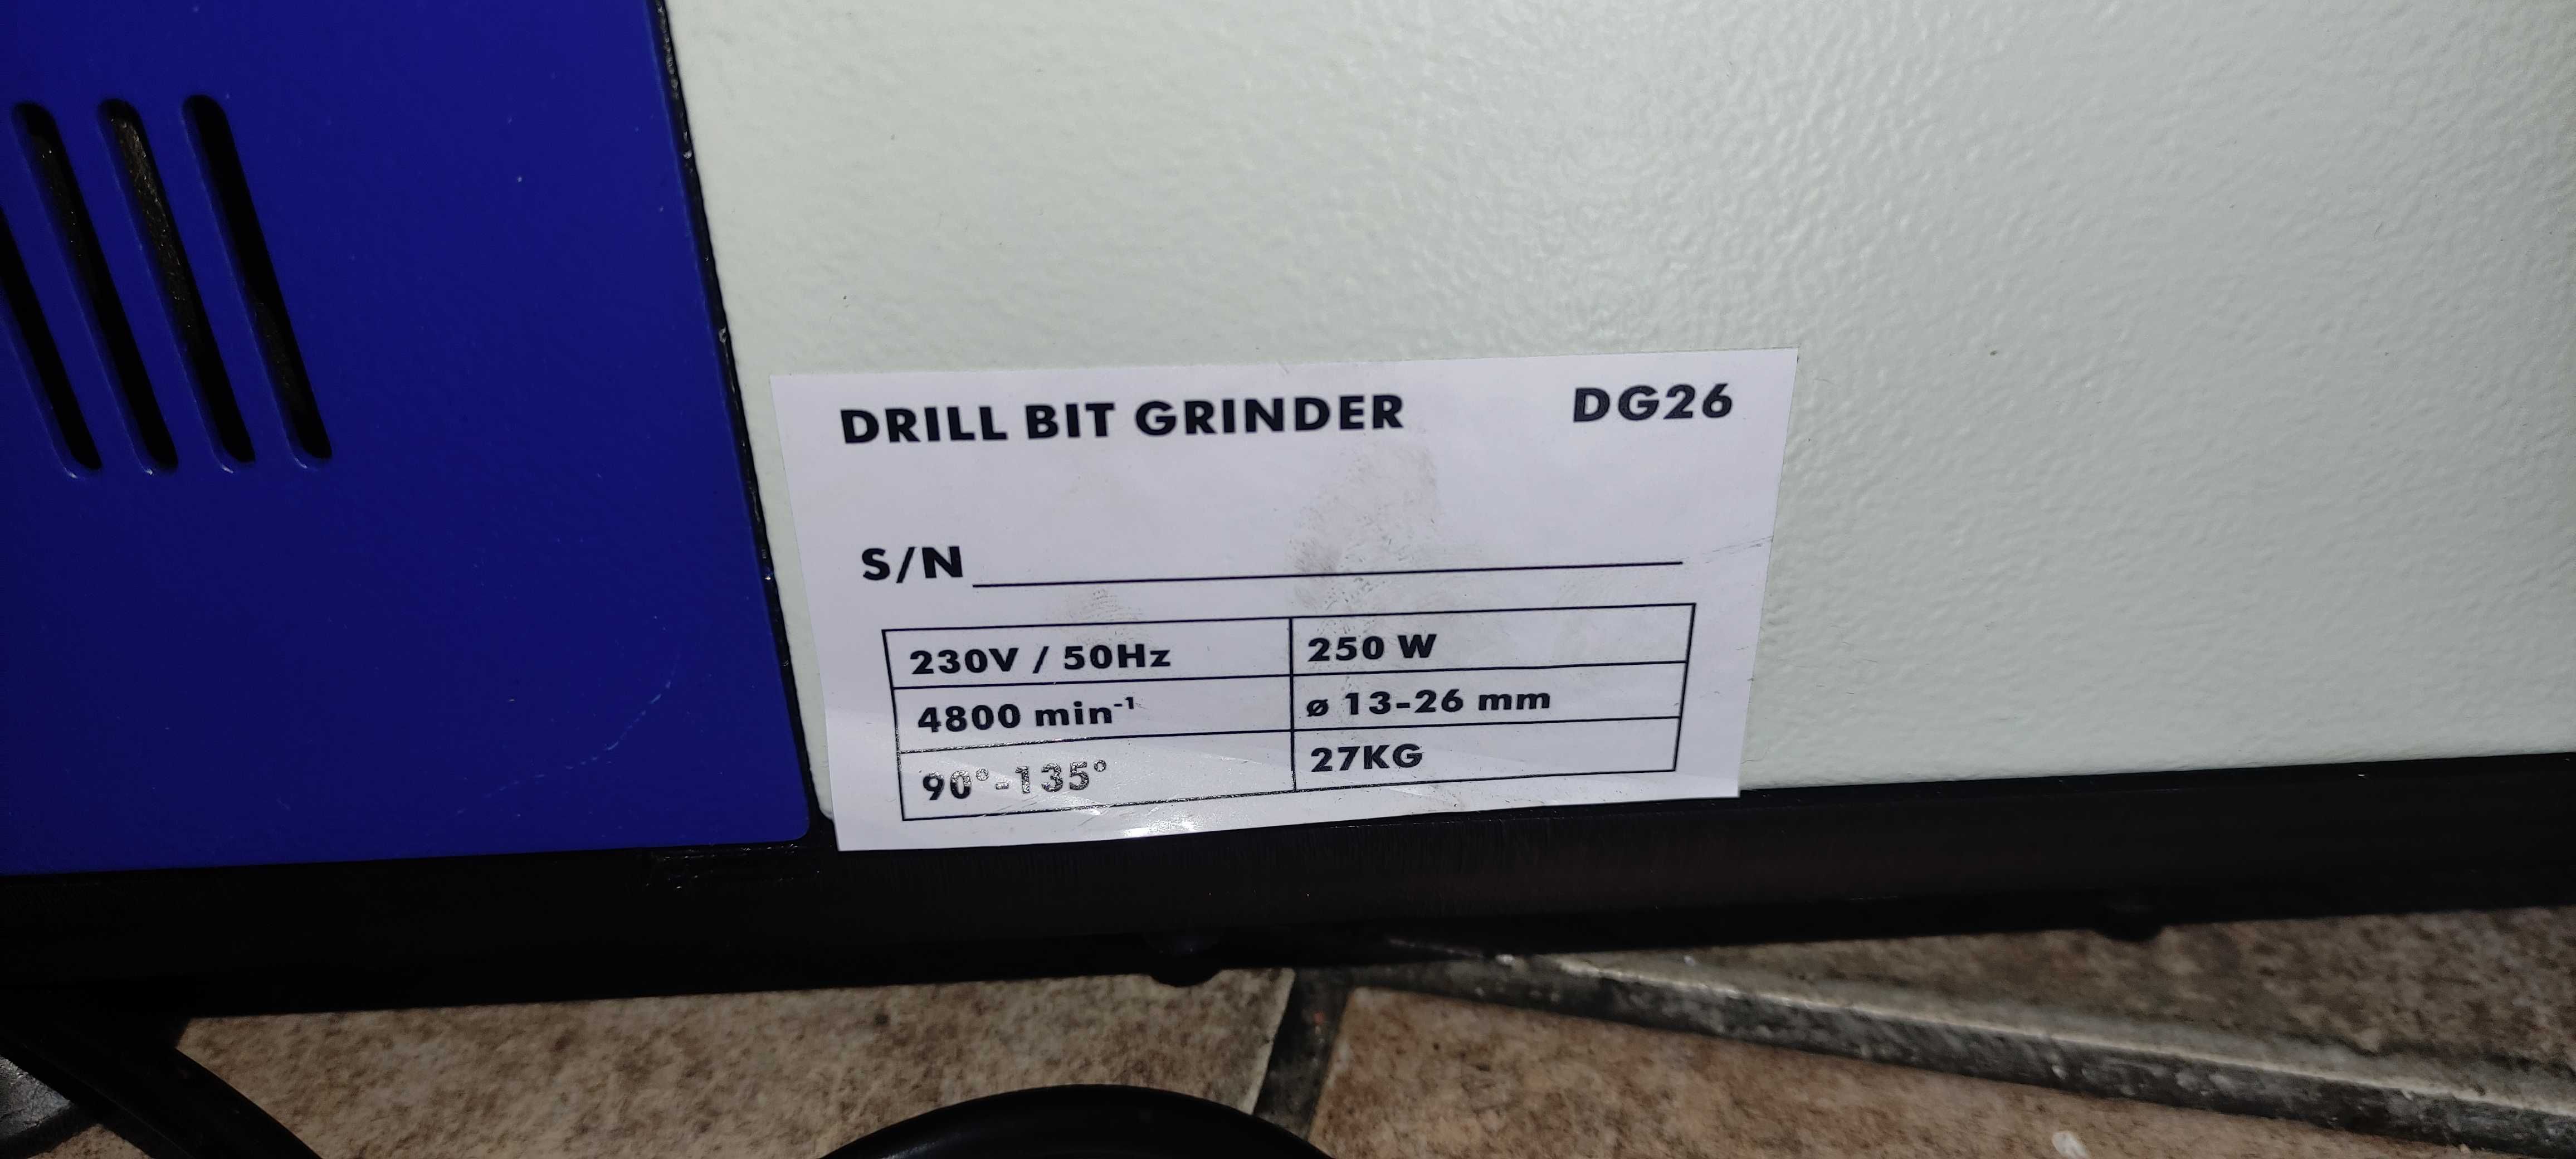 DRILL BIT GRINDER DG26
S/N
230V / 50Hz 250 W
4800 min⁻¹ ø 13-26 mm
90°-135° 27KG